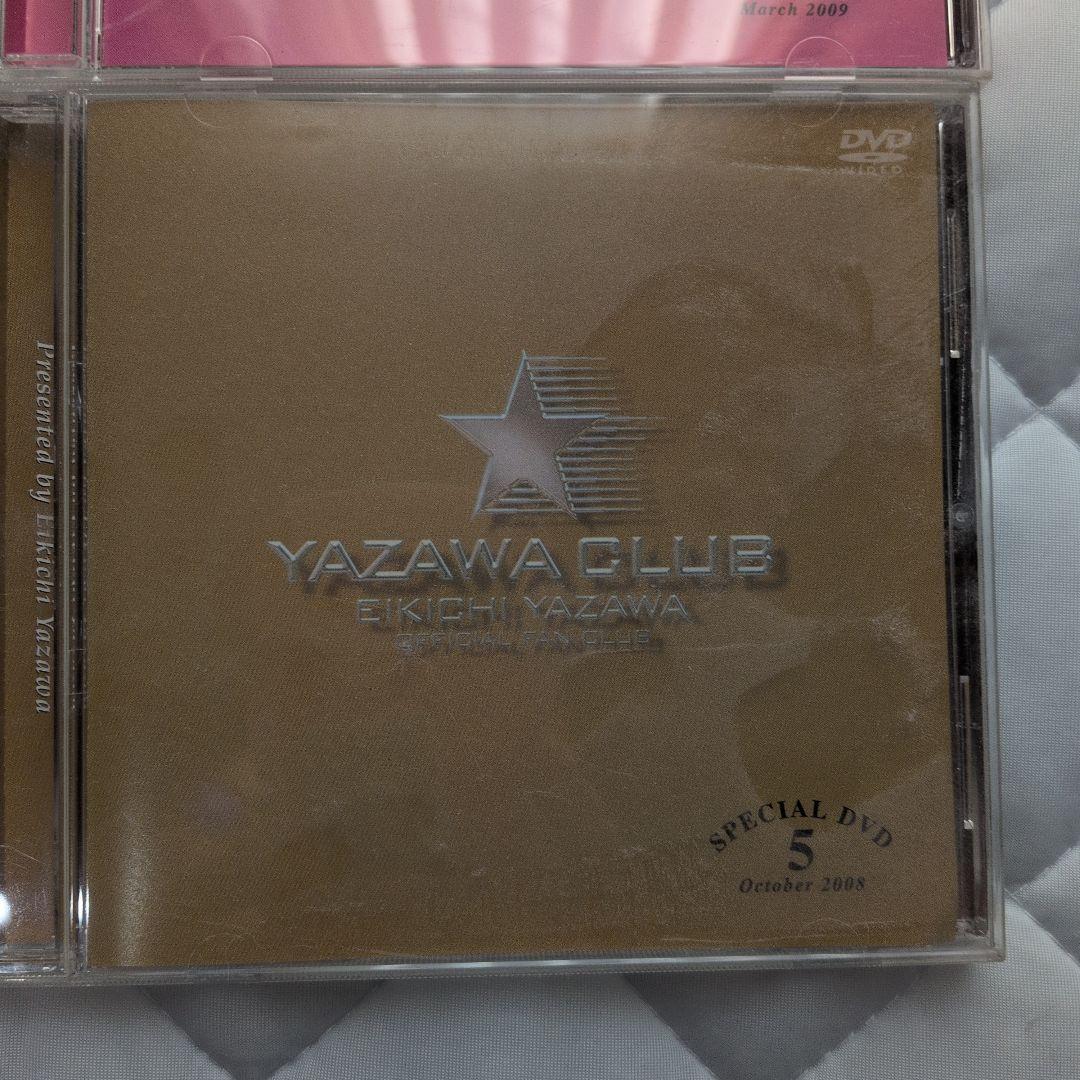 March 2009
DVD
VIDEO
Presented by Eikichi Yazawa
YAZAWA CLUB
EIKICHI YAZAWA
OFFICIAL FAN CLUB
SPECIAL DVD
5
October 2008